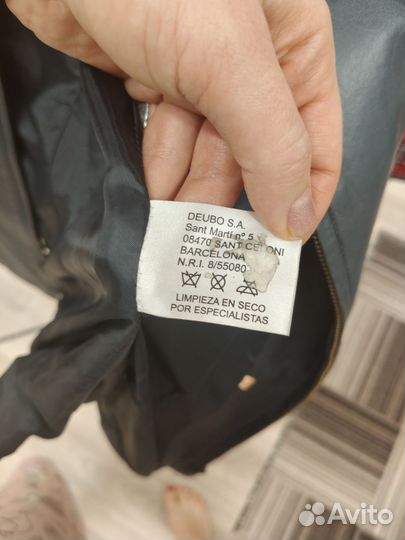 DEUBO S.A.
Sant Martí nº 5
08470 SANT CELONI
BARCELONA
N.R.I. 8/55080
LIMPIEZA EN SECO
POR ESPECIALISTAS
Avito